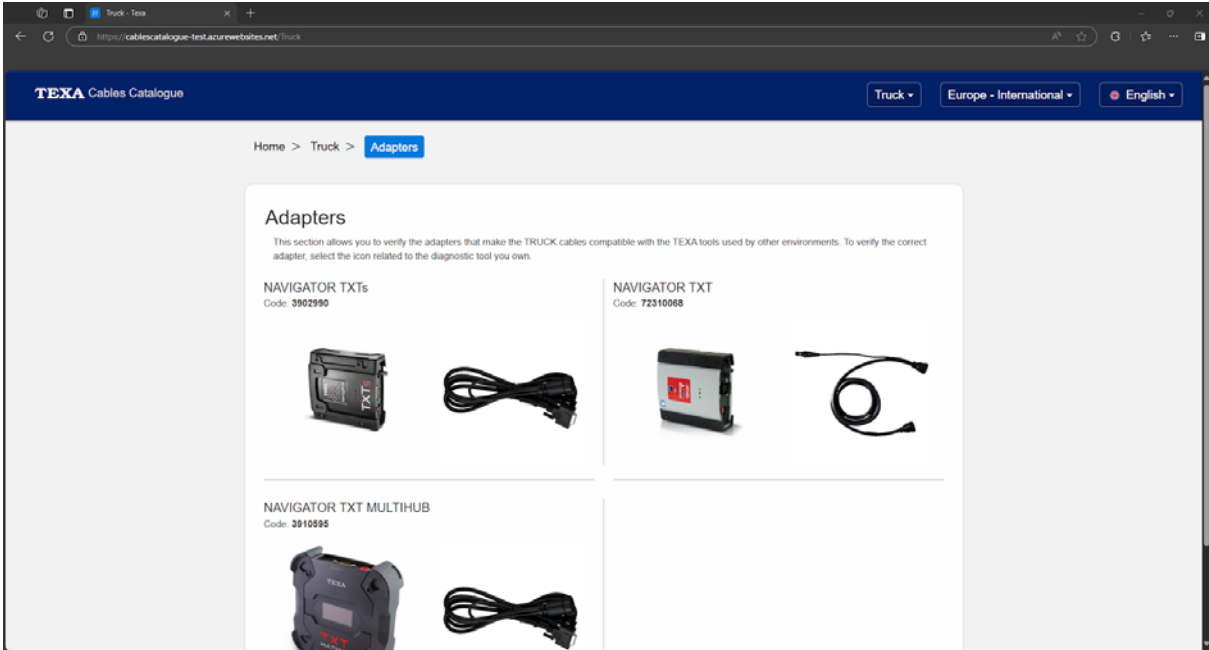 Truck - Texa
https://cablescatalogue-test.azurewebsites.net/Truck
TEXA Cables Catalogue
Truck
Europe - International
English
Home > Truck > Adapters
Adapters
This section allows you to verify the adapters that make the TRUCK cables compatible with the TEXA tools used by other environments. To verify the correct
adapter, select the icon related to the diagnostic tool you own.
NAVIGATOR TXTs
Code: 3902990
NAVIGATOR TXT
Code: 72310068
TXTs
NAVIGATOR TXT MULTIHUB
Code: 3910595
TEXA
TXT